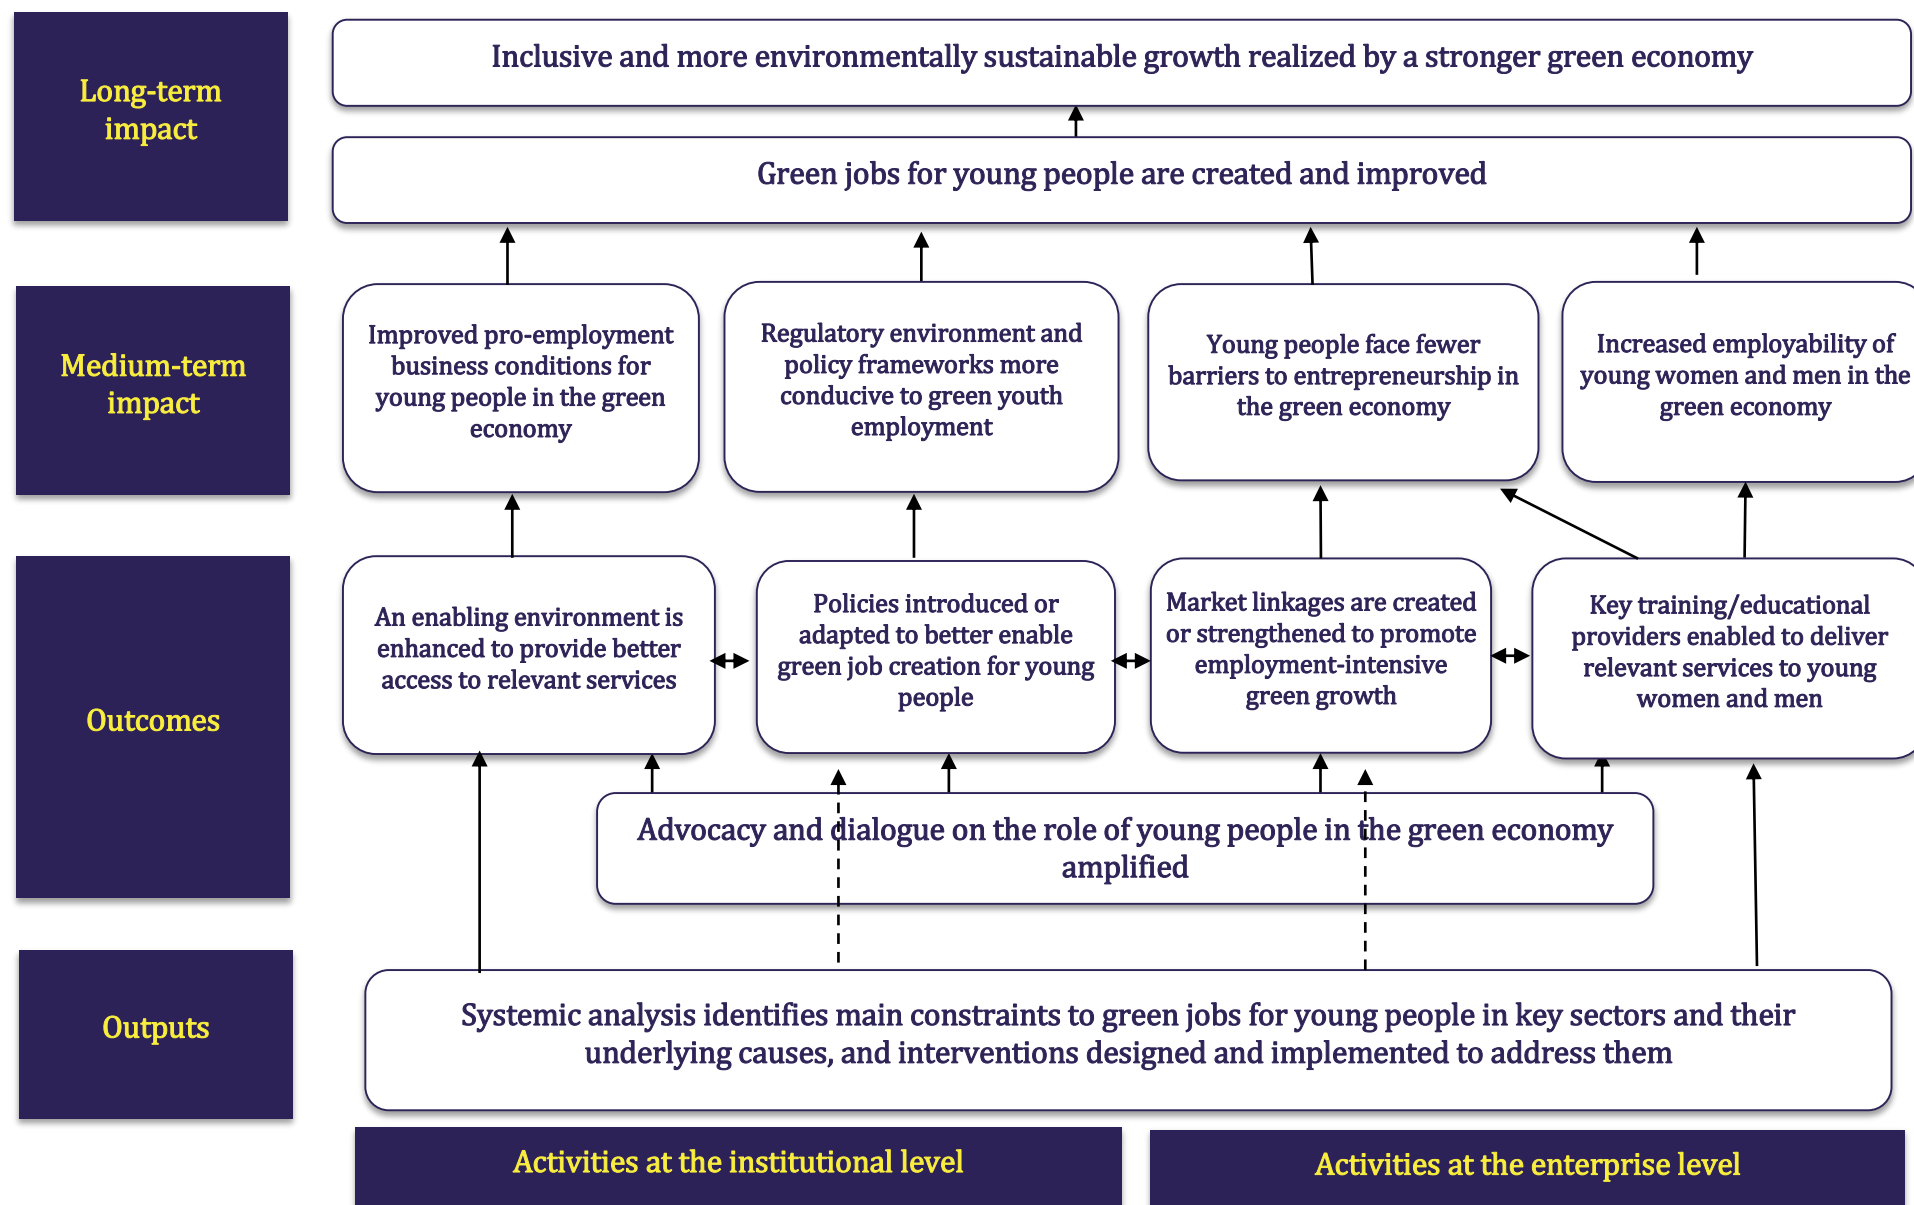 Long-term
impact
Inclusive and more environmentally sustainable growth realized by a stronger green economy
Green jobs for young people are created and improved
Medium-term
impact
Improved pro-employment
business conditions for
young people in the green
economy
Regulatory environment and
policy frameworks more
conducive to green youth
employment
Young people face fewer
barriers to entrepreneurship in
the green economy
Increased employability of
young women and men in the
green economy
Outcomes
An enabling environment is
enhanced to provide better
access to relevant services
Policies introduced or
adapted to better enable
green job creation for young
people
Market linkages are created
or strengthened to promote
employment-intensive
green growth
Key training/educational
providers enabled to deliver
relevant services to young
women and men
Advocacy and dialogue on the role of young people in the green economy
amplified
Outputs
Systemic analysis identifies main constraints to green jobs for young people in key sectors and their
underlying causes, and interventions designed and implemented to address them
Activities at the institutional level
Activities at the enterprise level